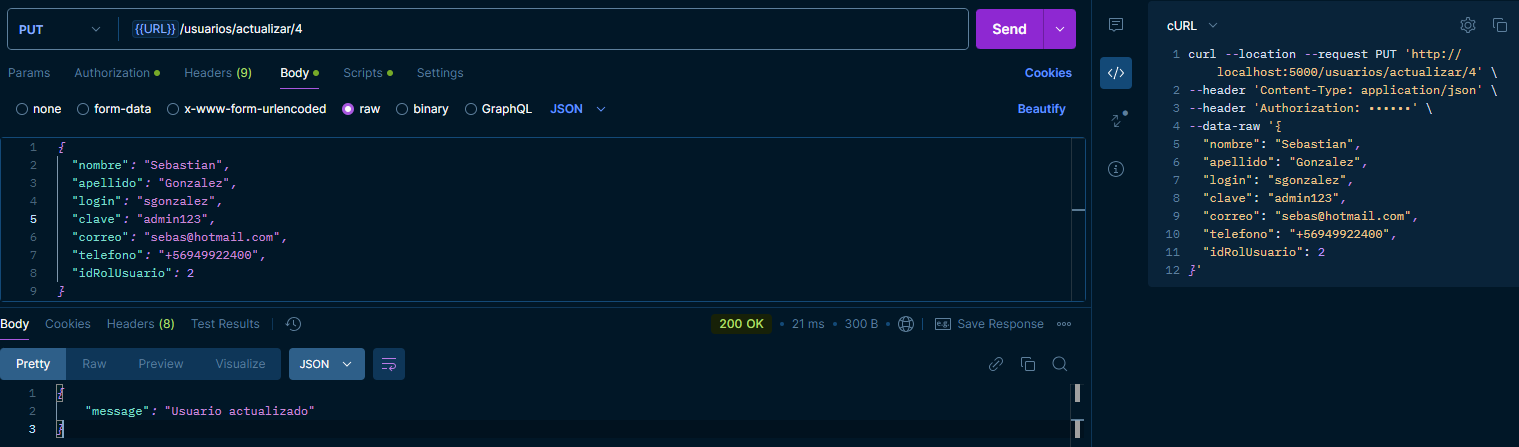 PUT {{URL}} /usuarios/actualizar/4 Send
Params Authorization Headers (9) Body Scripts Settings Cookies
none form-data x-www-form-urlencoded raw binary GraphQL JSON Beautify
1 {
2 "nombre": "Sebastian",
3 "apellido": "Gonzalez",
4 "login": "sgonzalez",
5 "clave": "admin123",
6 "correo": "sebas@hotmail.com",
7 "telefono": "+56949922400",
8 "idRolUsuario": 2
9 }
Body Cookies Headers (8) Test Results 200 OK • 21 ms • 300 B • e.g. Save Response
Pretty Raw Preview Visualize JSON
1 {
2 "message": "Usuario actualizado"
3 }
cURL
1 curl --location --request PUT 'http://
localhost:5000/usuarios/actualizar/4' \
2 --header 'Content-Type: application/json' \
3 --header 'Authorization: ••••••' \
4 --data-raw '{
5 "nombre": "Sebastian",
6 "apellido": "Gonzalez",
7 "login": "sgonzalez",
8 "clave": "admin123",
9 "correo": "sebas@hotmail.com",
10 "telefono": "+56949922400",
11 "idRolUsuario": 2
12 }'